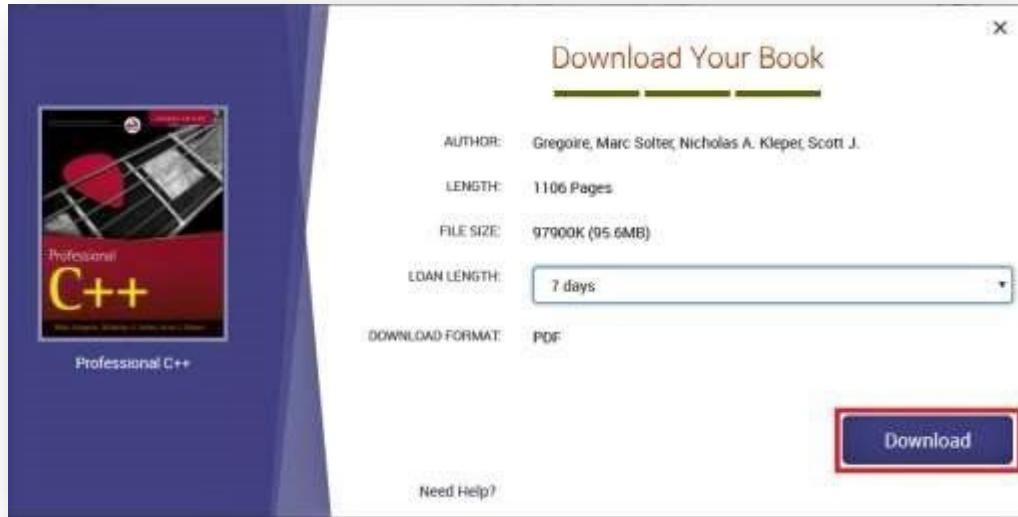 ×
Download Your Book
AUTHOR: Gregoire, Marc Solter, Nicholas A. Kleper, Scott J.
LENGTH: 1106 Pages
FILE SIZE: 97900K (95.6MB)
LOAN LENGTH: 7 days
DOWNLOAD FORMAT: PDF
Professional
C++
Professional C++
Download
Need Help?